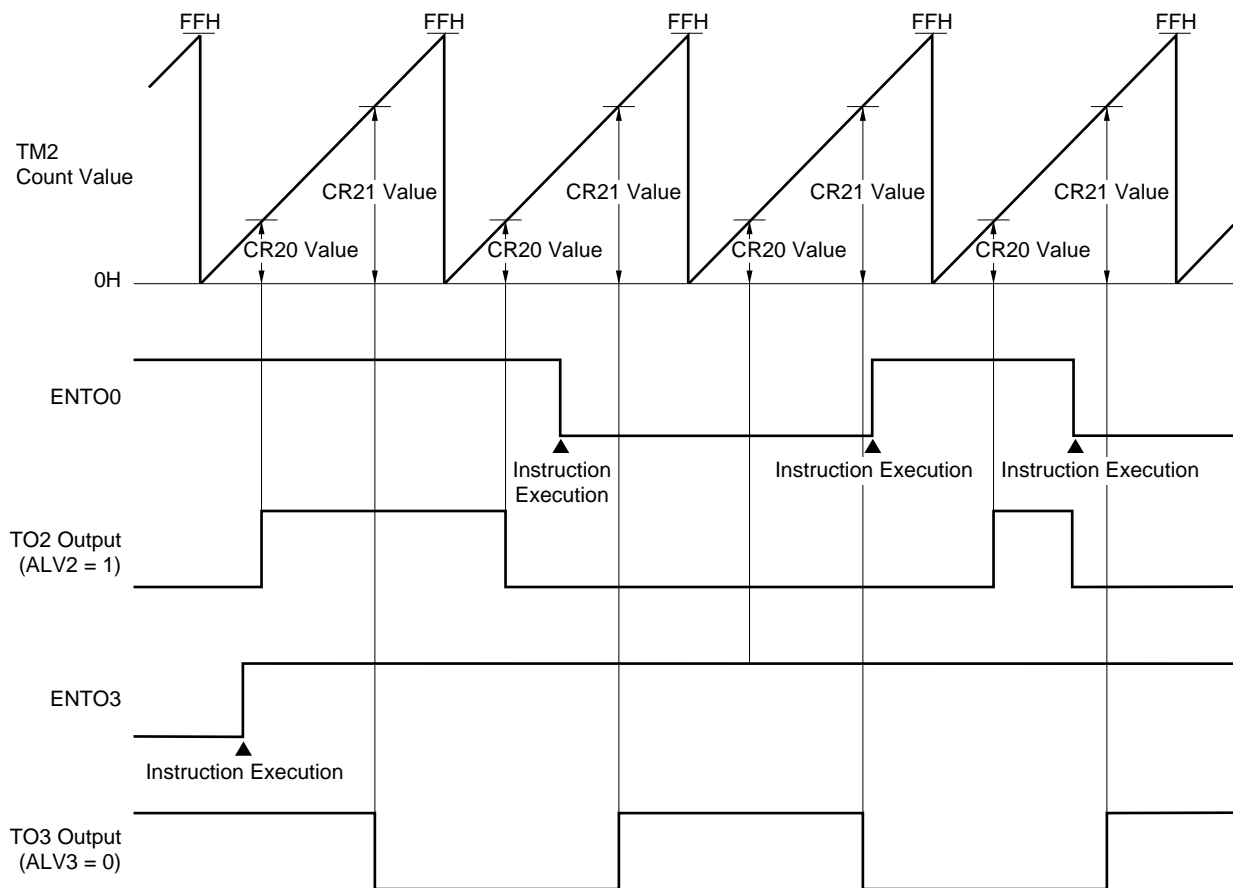 FFH
FFH
FFH
FFH
FFH
TM2
Count Value
CR21 Value
CR21 Value
CR21 Value
CR21 Value
CR20 Value
CR20 Value
CR20 Value
CR20 Value
0H
ENTO0
Instruction
Execution
Instruction Execution
Instruction Execution
TO2 Output
(ALV2 = 1)
ENTO3
Instruction Execution
TO3 Output
(ALV3 = 0)